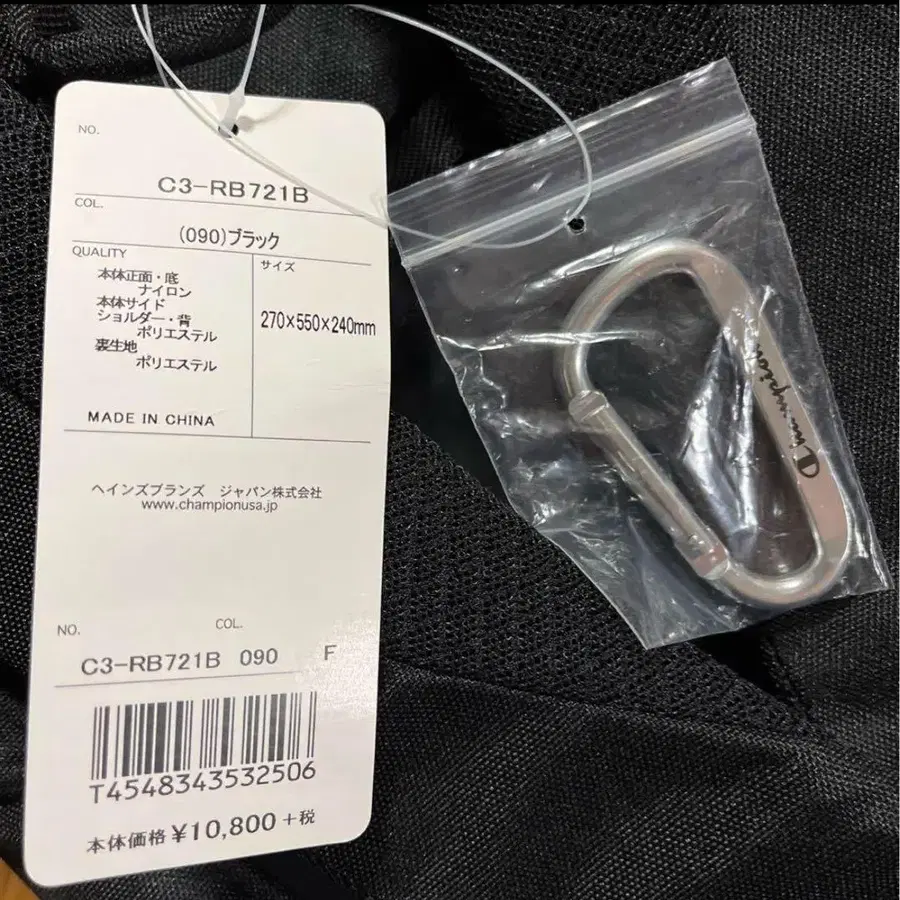 NO.
C3-RB721B
COL.
(090)ブラック
QUALITY
本体正面・底
ナイロン
本体サイド
ショルダー・背
ポリエステル
裏生地
ポリエステル
サイズ
270×550×240mm
MADE IN CHINA
ヘインズブランズ ジャパン株式会社
www.championusa.jp
NO.
COL.
C3-RB721B 090 F
T4548343532506
本体価格 ¥10,800 +税
Champion